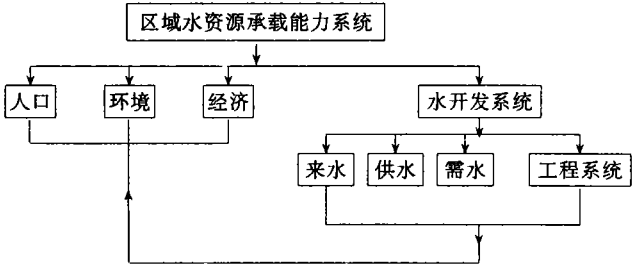 区域水资源承载能力系统
人口 环境 经济 水开发系统
来水 供水 需水 工程系统